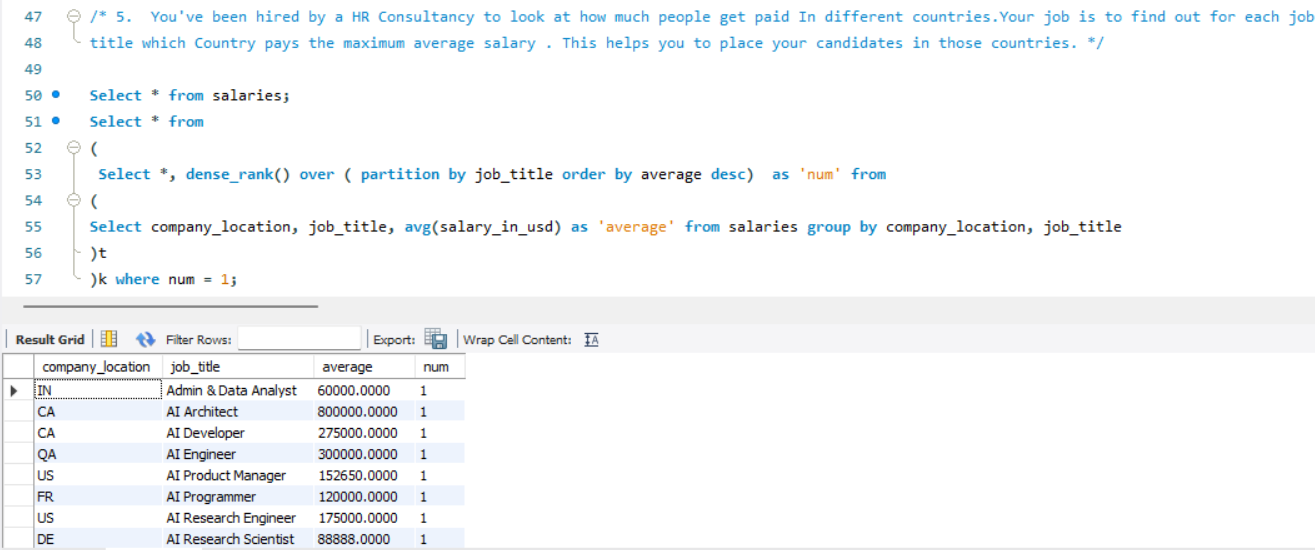 47 /* 5. You've been hired by a HR Consultancy to look at how much people get paid In different countries.Your job is to find out for each job
48 title which Country pays the maximum average salary . This helps you to place your candidates in those countries. */
49
50 Select * from salaries;
51 Select * from
52 (
53 Select *, dense_rank() over ( partition by job_title order by average desc) as 'num' from
54 (
55 Select company_location, job_title, avg(salary_in_usd) as 'average' from salaries group by company_location, job_title
56 )t
57 )k where num = 1;
Result Grid Filter Rows: Export: Wrap Cell Content: IA
company_location job_title average num
IN Admin & Data Analyst 60000.0000 1
CA AI Architect 800000.0000 1
CA AI Developer 275000.0000 1
QA AI Engineer 300000.0000 1
US AI Product Manager 152650.0000 1
FR AI Programmer 120000.0000 1
US AI Research Engineer 175000.0000 1
DE AI Research Scientist 88888.0000 1